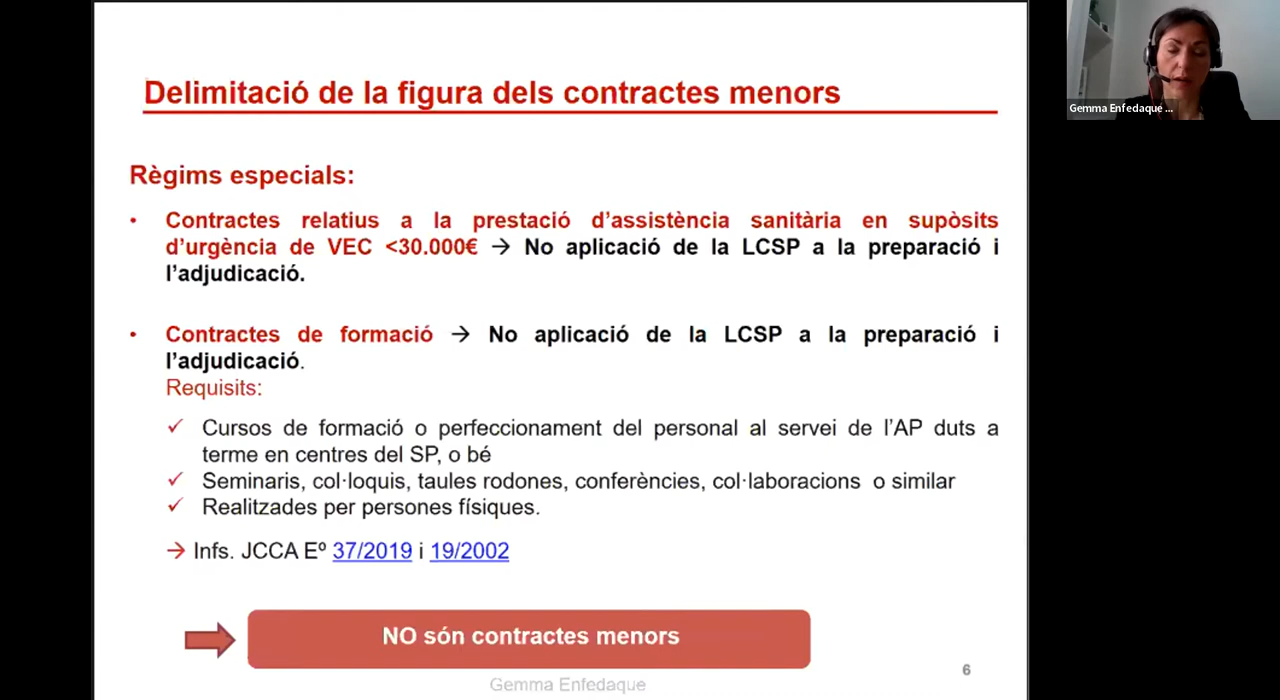 Delimitació de la figura dels contractes menors
Gemma Enfedaque ...
Règims especials:
• Contractes relatius a la prestació d’assistència sanitària en supòsits
d’urgència de VEC <30.000€ → No aplicació de la LCSP a la preparació i
l’adjudicació.
• Contractes de formació → No aplicació de la LCSP a la preparació i
l’adjudicació.
Requisits:
✓ Cursos de formació o perfeccionament del personal al servei de l’AP duts a
terme en centres del SP, o bé
✓ Seminaris, col·loquis, taules rodones, conferències, col·laboracions o similar
✓ Realitzades per persones físiques.
→ Infs. JCCA Eº 37/2019 i 19/2002
NO són contractes menors
6
Gemma Enfedaque